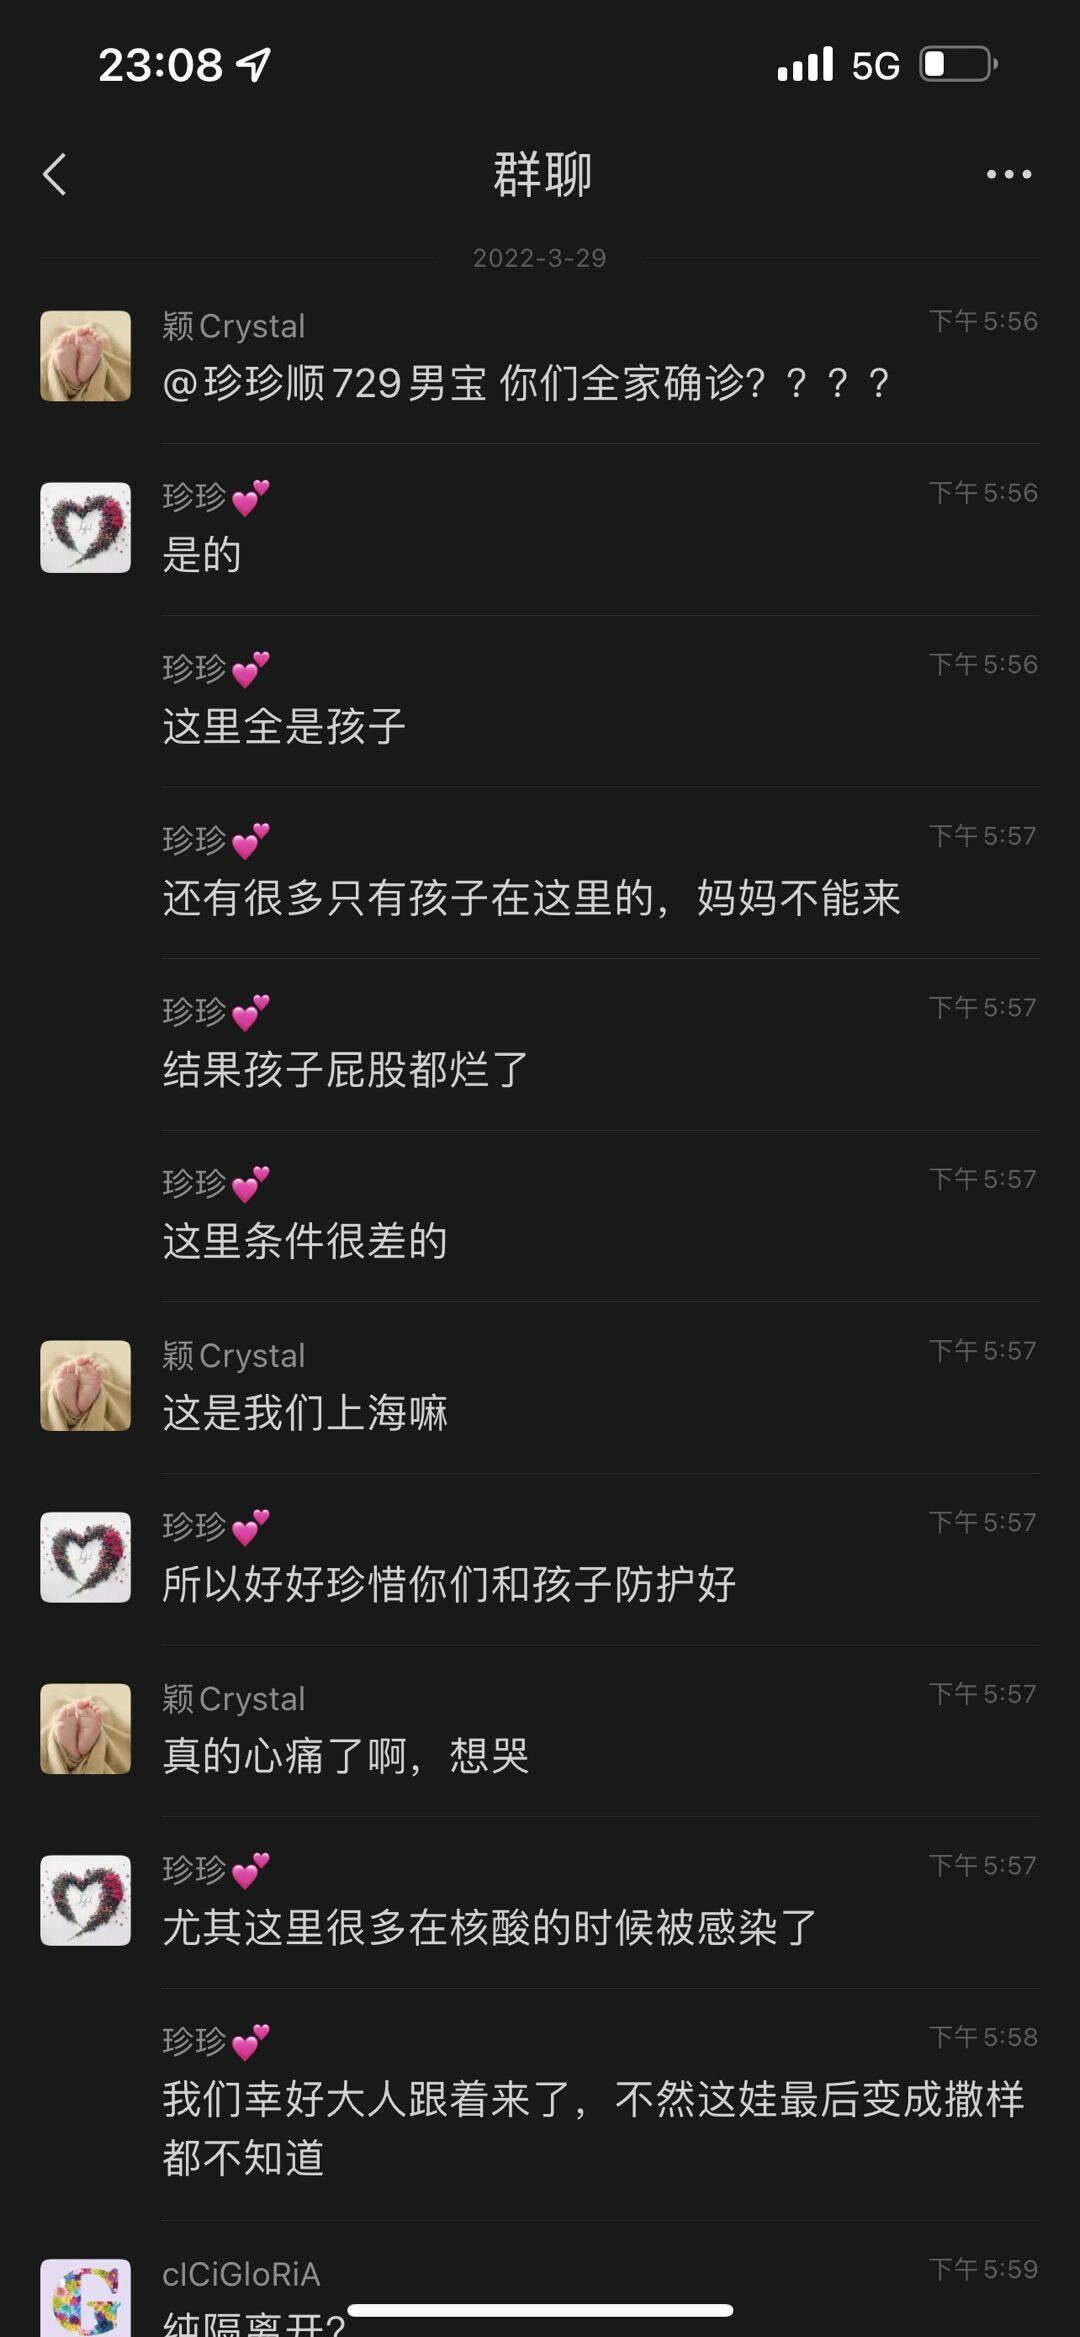 23:08
5G
群聊
2022-3-29
颖Crystal
下午5:56
@珍珍顺729男宝 你们全家确诊？？？？
珍珍💕
下午5:56
是的
珍珍💕
下午5:56
这里全是孩子
珍珍💕
下午5:57
还有很多只有孩子在这里的，妈妈不能来
珍珍💕
下午5:57
结果孩子屁股都烂了
珍珍💕
下午5:57
这里条件很差的
颖Crystal
下午5:57
这是我们上海嘛
珍珍💕
下午5:57
所以好好珍惜你们和孩子防护好
颖Crystal
下午5:57
真的心痛了啊，想哭
珍珍💕
下午5:57
尤其这里很多在核酸的时候被感染了
珍珍💕
下午5:58
我们幸好大人跟着来了，不然这娃最后变成撒样
都不知道
clCiGloRiA
下午5:59
纯隔离开?